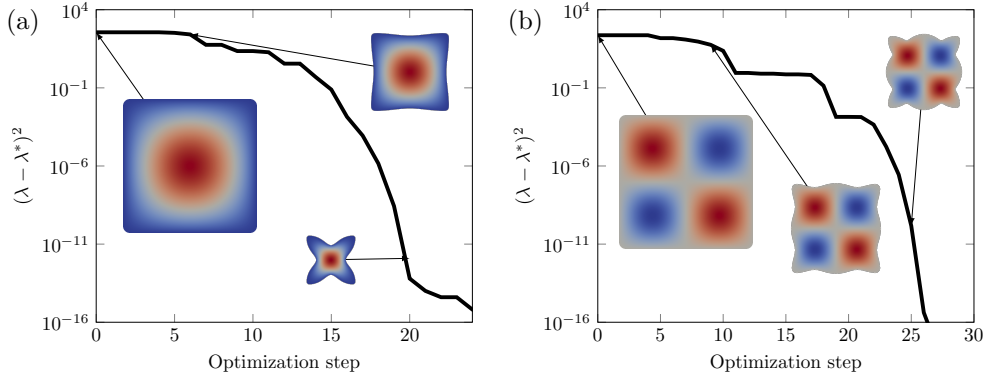 (a)
10^4
10^-1
10^-6
10^-11
10^-16
(λ − λ*)^2
0 5 10 15 20
Optimization step
(b)
10^4
10^-1
10^-6
10^-11
10^-16
(λ − λ*)^2
0 5 10 15 20 25 30
Optimization step